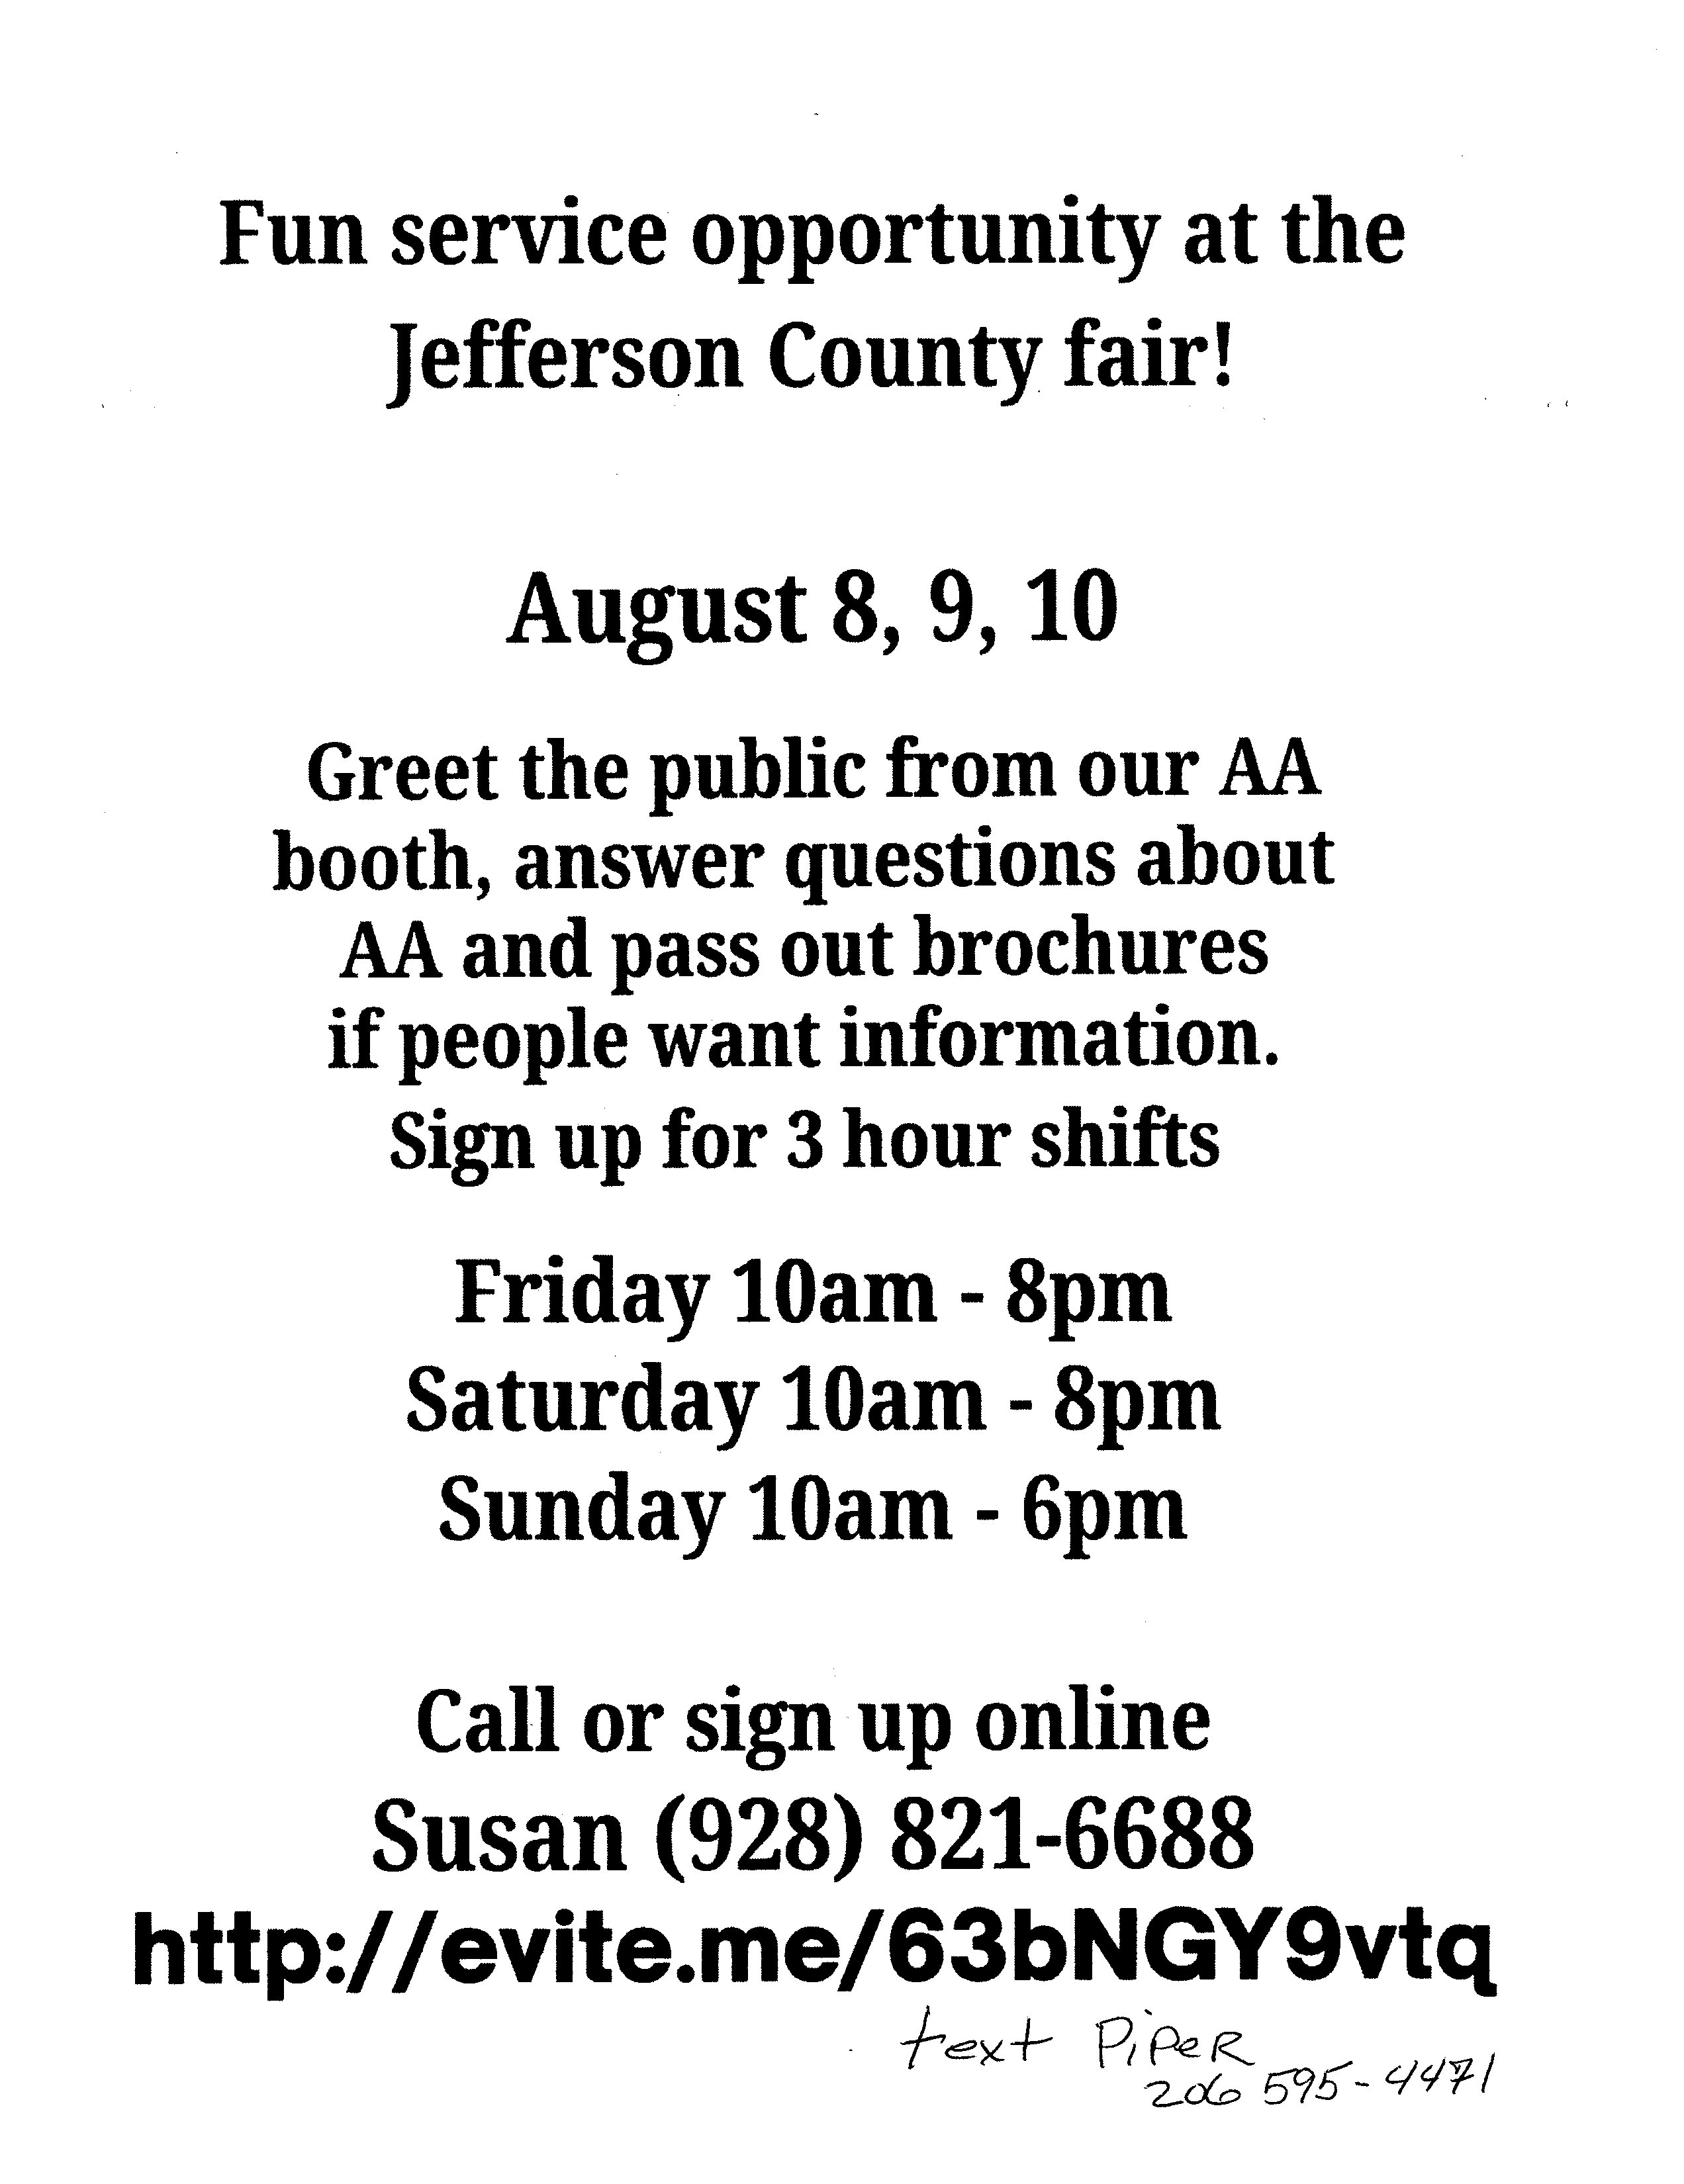 Fun service opportunity at the
Jefferson County fair!
August 8, 9, 10
Greet the public from our AA
booth, answer questions about
AA and pass out brochures
if people want information.
Sign up for 3 hour shifts
Friday 10am - 8pm
Saturday 10am - 8pm
Sunday 10am - 6pm
Call or sign up online
Susan (928) 821-6688
http://evite.me/63bNGY9vtq
text PiPeR
206 595-4471